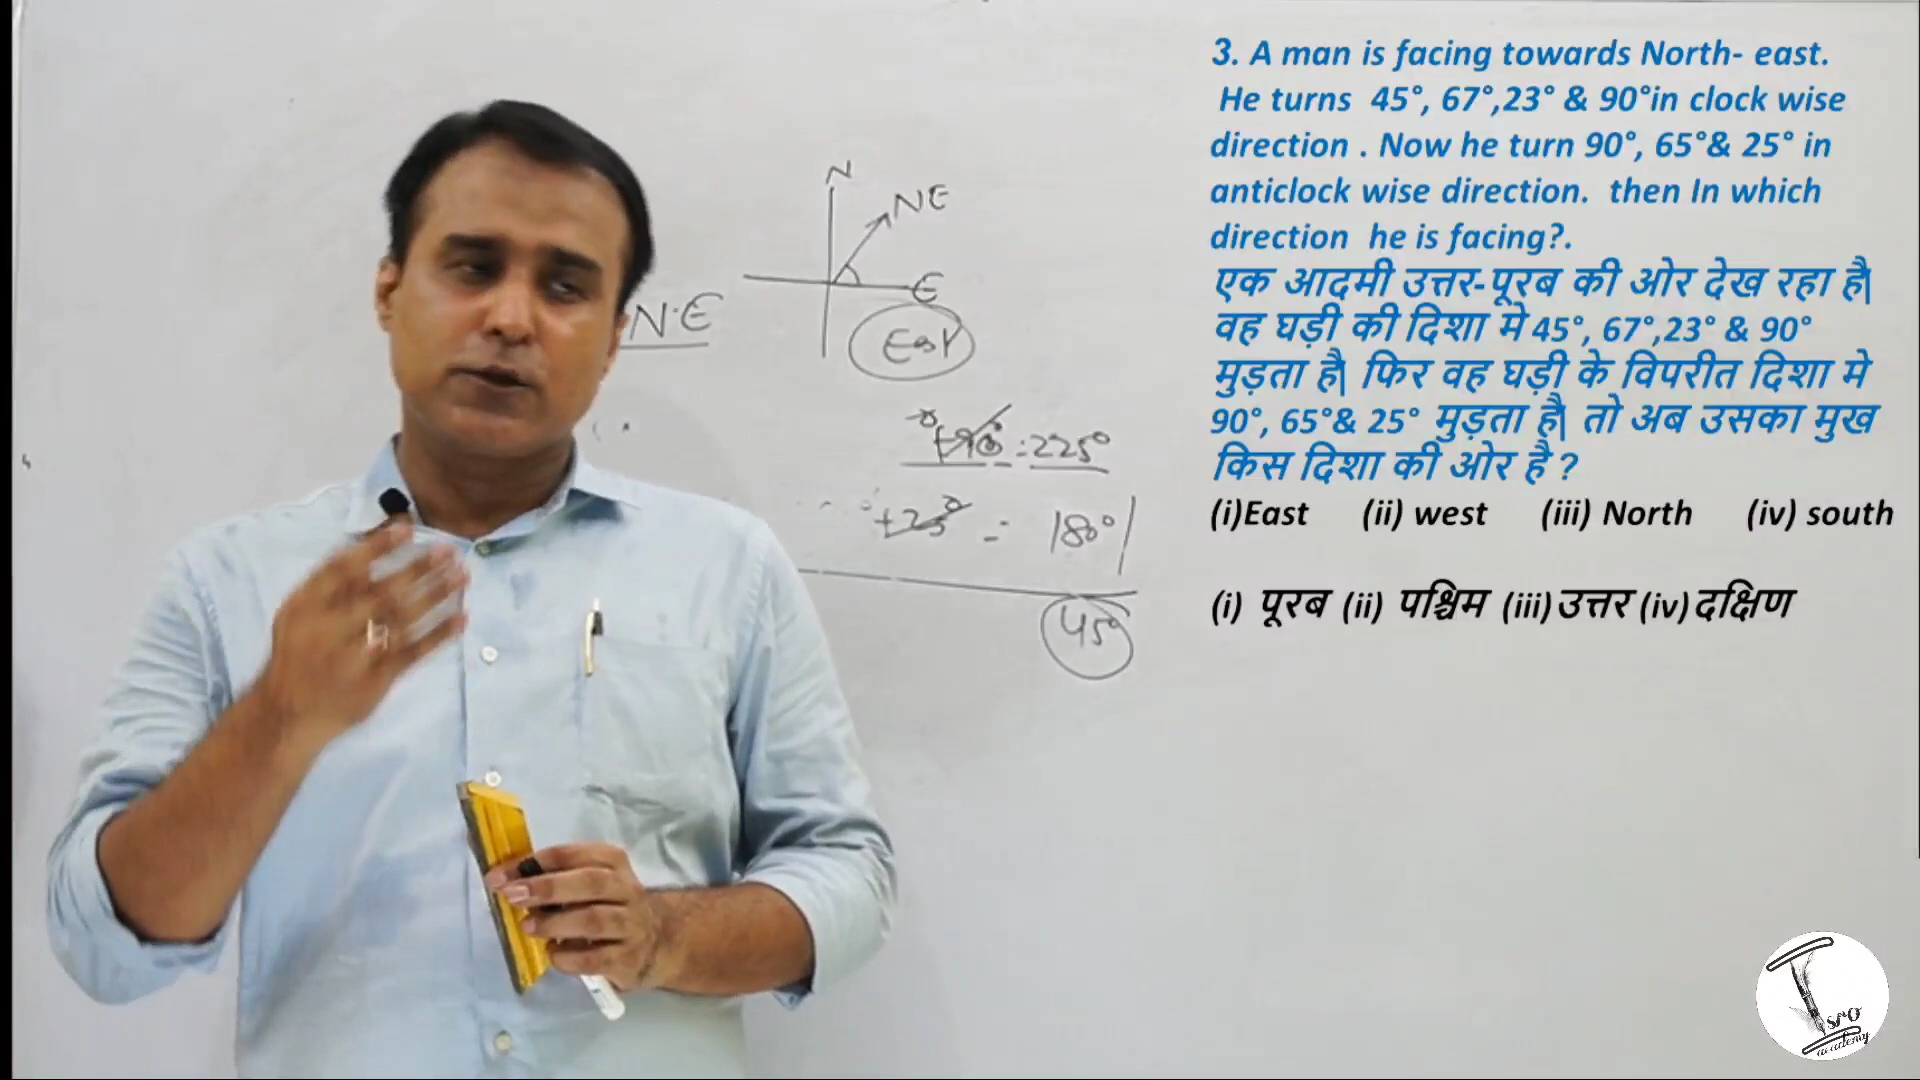 3. A man is facing towards North- east.
He turns 45°, 67°,23° & 90°in clock wise
direction . Now he turn 90°, 65°& 25° in
anticlock wise direction. then In which
direction he is facing?.
एक आदमी उत्तर-पूरब की ओर देख रहा है|
वह घड़ी की दिशा मे 45°, 67°,23° & 90°
मुड़ता है| फिर वह घड़ी के विपरीत दिशा मे
90°, 65°& 25° मुड़ता है| तो अब उसका मुख
किस दिशा की ओर है ?
(i)East (ii) west (iii) North (iv) south
(i) पूरब (ii) पश्चिम (iii) उत्तर (iv) दक्षिण
N
NE
E
N.E
East
+90° = 225°
+25° = 180°
45°
Isro
academy